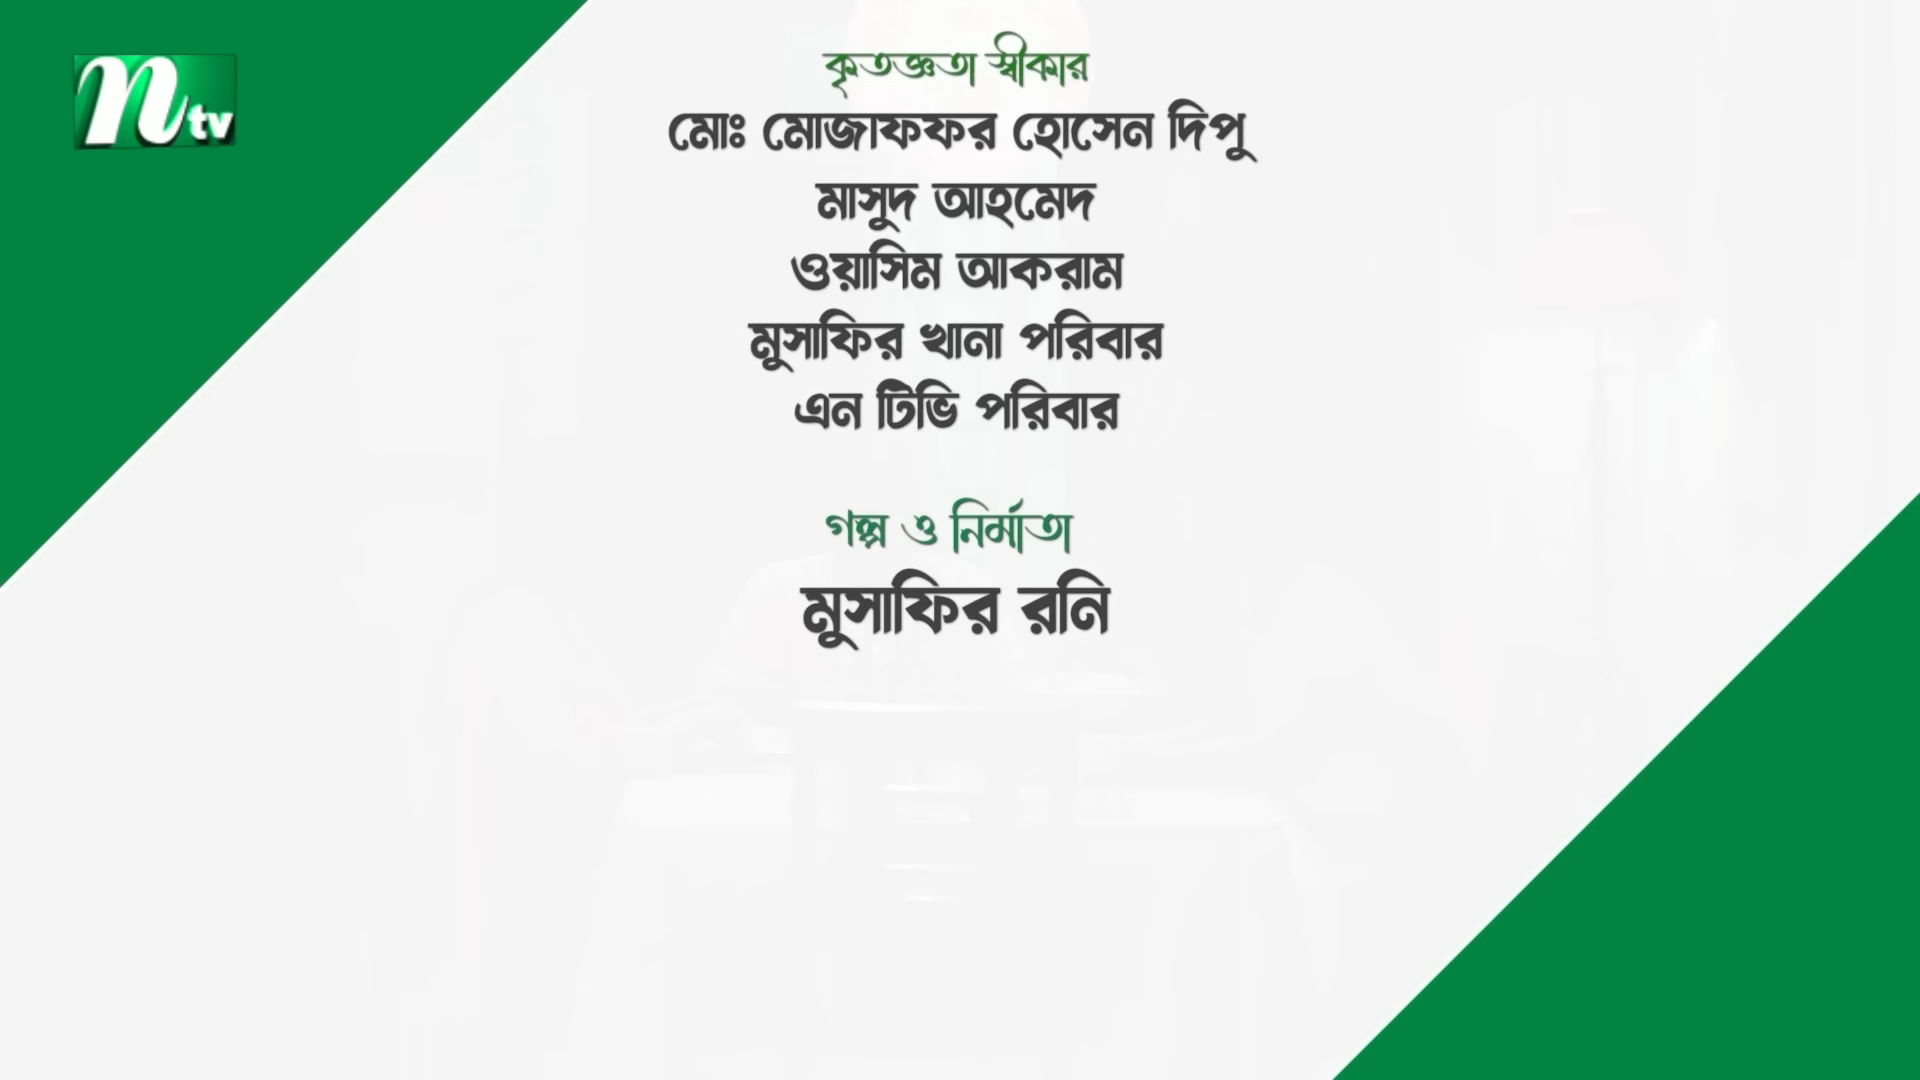 ntv
কৃতজ্ঞতা স্বীকার
মোঃ মোজাফফর হোসেন দিপু
মাসুদ আহমেদ
ওয়াসিম আকরাম
মুসাফির খানা পরিবার
এন টিভি পরিবার
গল্প ও নির্মাতা
মুসাফির রনি